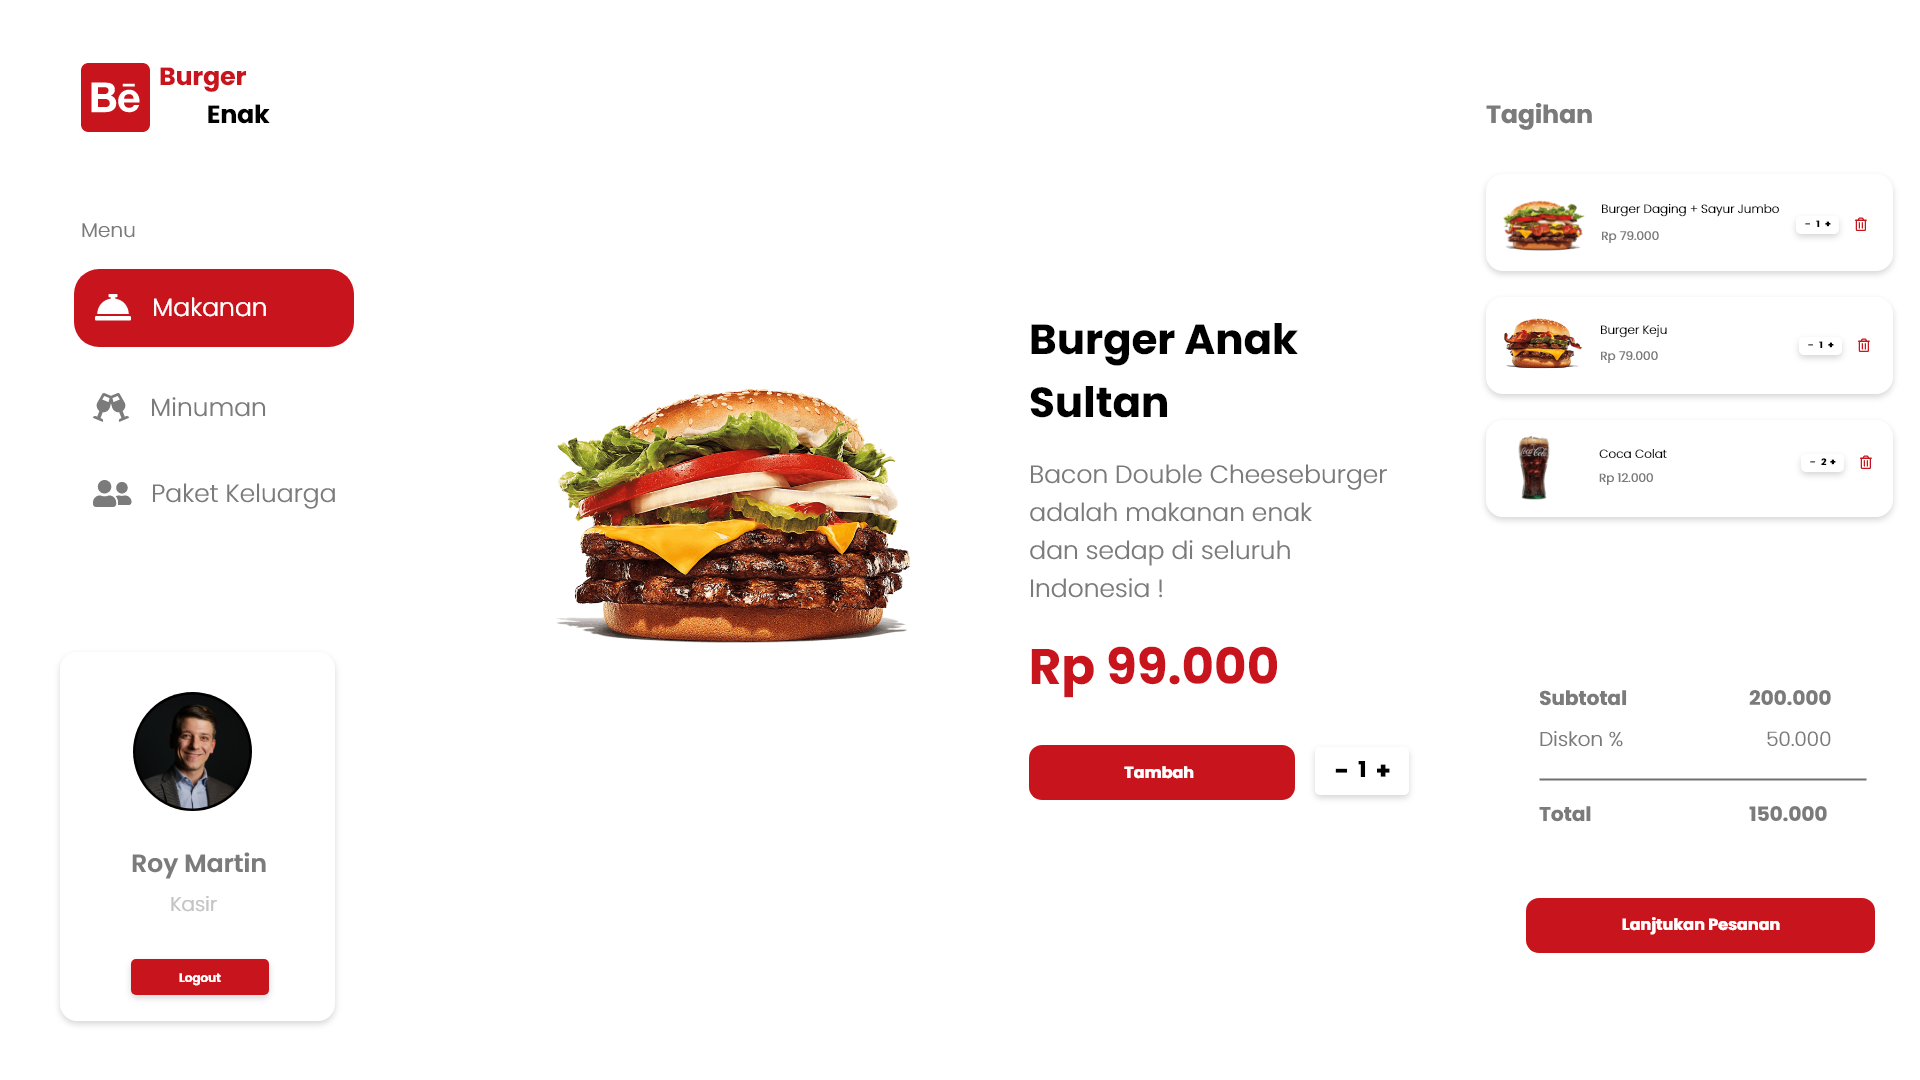 Bē
Burger
Enak
Menu
Makanan
Minuman
Paket Keluarga
Roy Martin
Kasir
Logout
Burger Anak
Sultan
Bacon Double Cheeseburger
adalah makanan enak
dan sedap di seluruh
Indonesia !
Rp 99.000
Tambah
- 1 +
Tagihan
Burger Daging + Sayur Jumbo
Rp 79.000
- 1 +
Burger Keju
Rp 79.000
- 1 +
Coca Colat
Rp 12.000
- 2 +
Coca-Cola
Subtotal 200.000
Diskon % 50.000
Total 150.000
Lanjtukan Pesanan